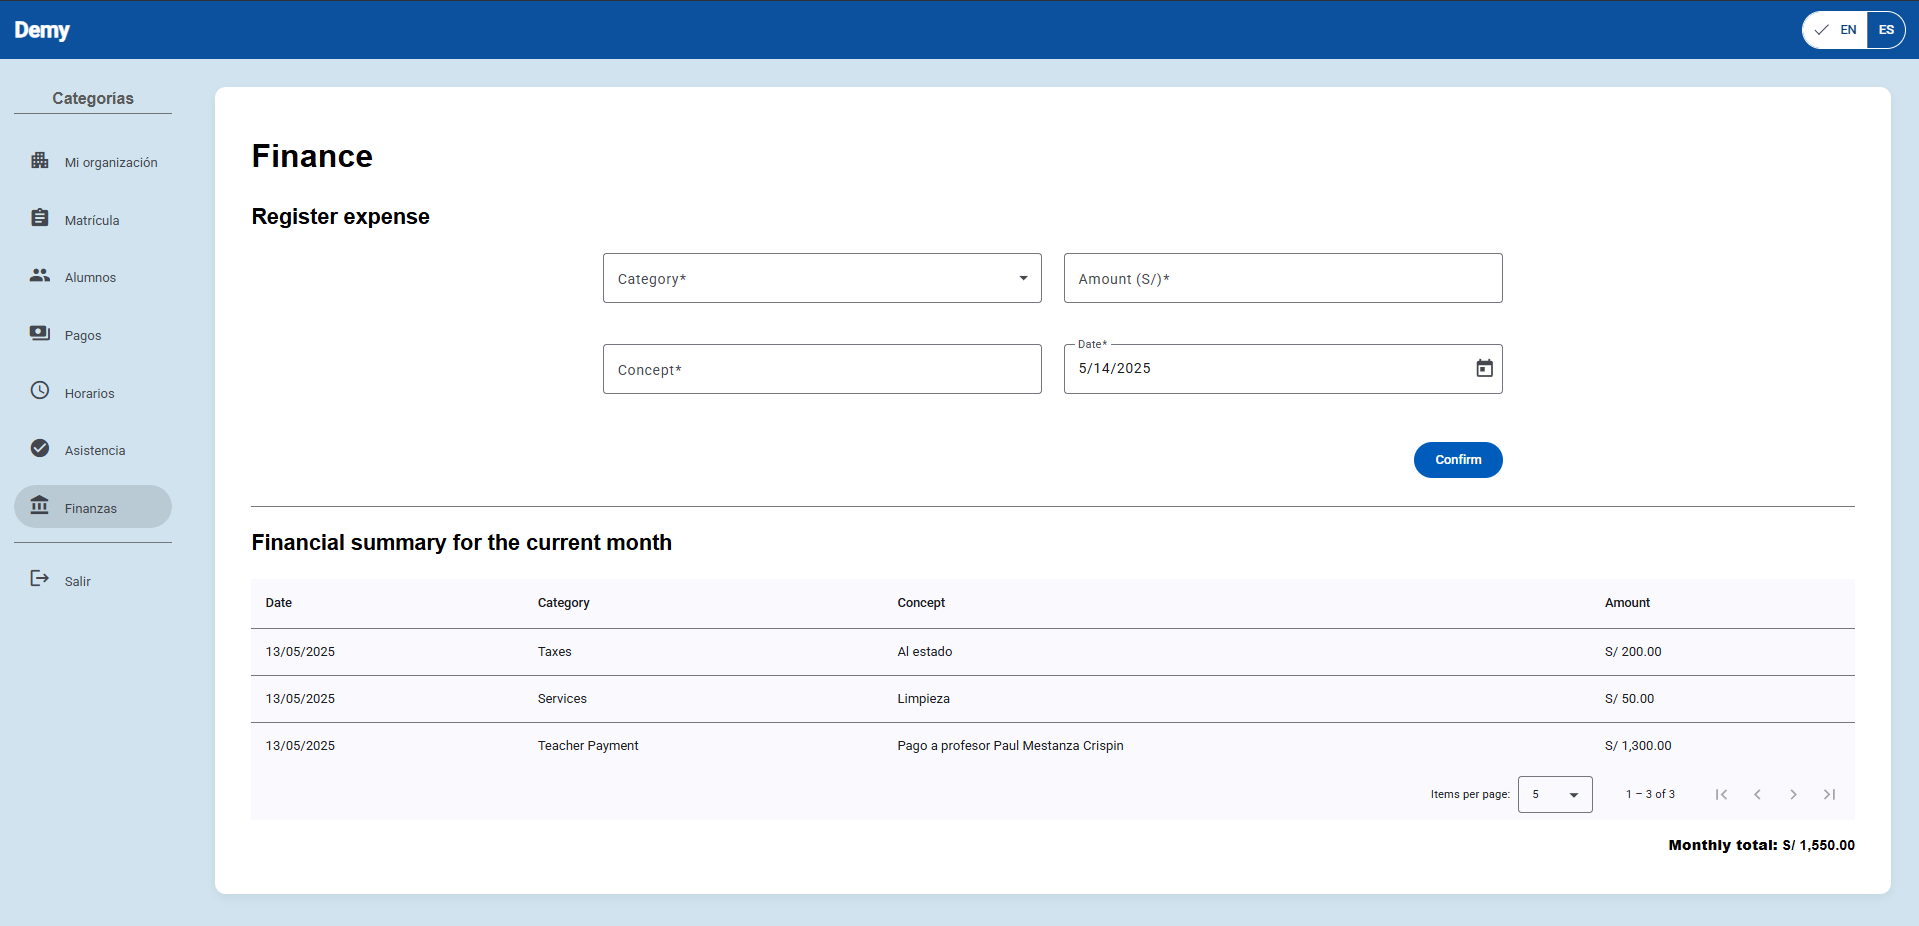 Demy
EN ES
Categorías
Mi organización
Matrícula
Alumnos
Pagos
Horarios
Asistencia
Finanzas
Salir
Finance
Register expense
Category*
Amount (S/)*
Concept*
Date*
5/14/2025
Confirm
Financial summary for the current month
Date Category Concept Amount
13/05/2025 Taxes Al estado S/ 200.00
13/05/2025 Services Limpieza S/ 50.00
13/05/2025 Teacher Payment Pago a profesor Paul Mestanza Crispin S/ 1,300.00
Items per page: 5 1 – 3 of 3
Monthly total: S/ 1,550.00